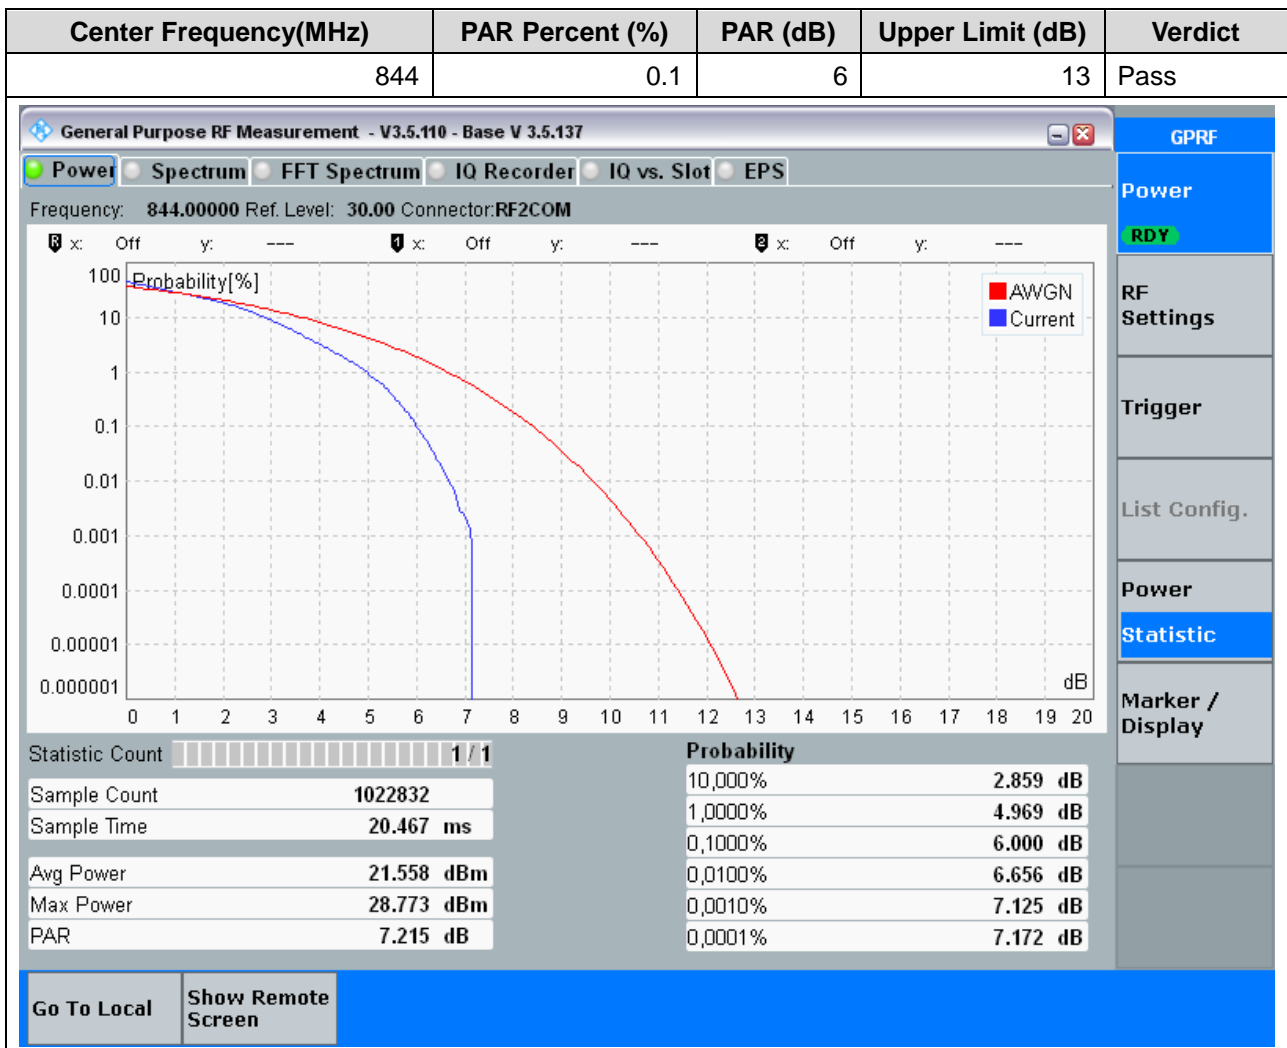 Center Frequency(MHz) PAR Percent (%) PAR (dB) Upper Limit (dB) Verdict
844 0.1 6 13 Pass
General Purpose RF Measurement - V3.5.110 - Base V 3.5.137
GPRF
Power Spectrum FFT Spectrum IQ Recorder IQ vs. Slot EPS
Power
RDY
Frequency: 844.00000 Ref. Level: 30.00 Connector:RF2COM
R x: Off y: --- 1 x: Off y: --- 2 x: Off y: ---
Probability[%]
AWGN
Current
100
10
1
0.1
0.01
0.001
0.0001
0.00001
0.000001
dB
0 1 2 3 4 5 6 7 8 9 10 11 12 13 14 15 16 17 18 19 20
RF
Settings
Trigger
List Config.
Power
Statistic
Marker /
Display
Statistic Count 1 / 1
Sample Count 1022832
Sample Time 20.467 ms
Avg Power 21.558 dBm
Max Power 28.773 dBm
PAR 7.215 dB
Probability
10,000% 2.859 dB
1,0000% 4.969 dB
0,1000% 6.000 dB
0,0100% 6.656 dB
0,0010% 7.125 dB
0,0001% 7.172 dB
Go To Local
Show Remote
Screen